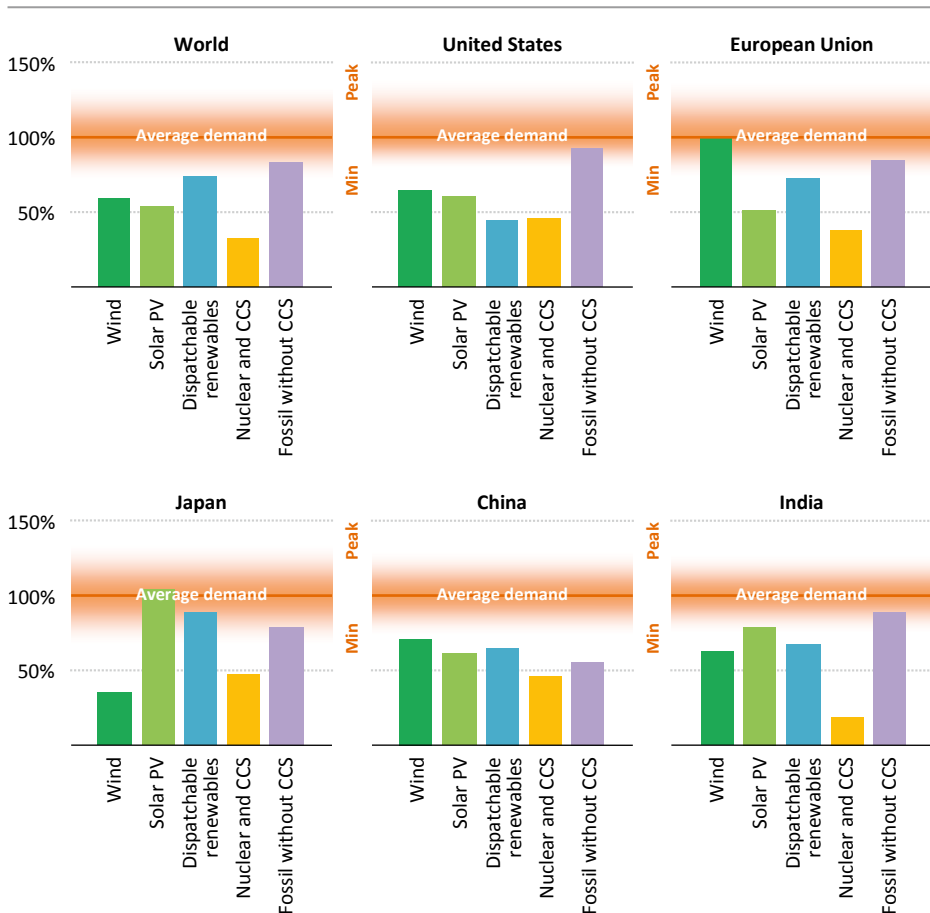 World
United States
European Union
150%
100%
50%
Peak
Min
Peak
Min
Average demand
Average demand
Average demand
Wind
Solar PV
Dispatchable
renewables
Nuclear and CCS
Fossil without CCS
Wind
Solar PV
Dispatchable
renewables
Nuclear and CCS
Fossil without CCS
Wind
Solar PV
Dispatchable
renewables
Nuclear and CCS
Fossil without CCS
Japan
China
India
150%
100%
50%
Peak
Min
Peak
Min
Average demand
Average demand
Average demand
Wind
Solar PV
Dispatchable
renewables
Nuclear and CCS
Fossil without CCS
Wind
Solar PV
Dispatchable
renewables
Nuclear and CCS
Fossil without CCS
Wind
Solar PV
Dispatchable
renewables
Nuclear and CCS
Fossil without CCS